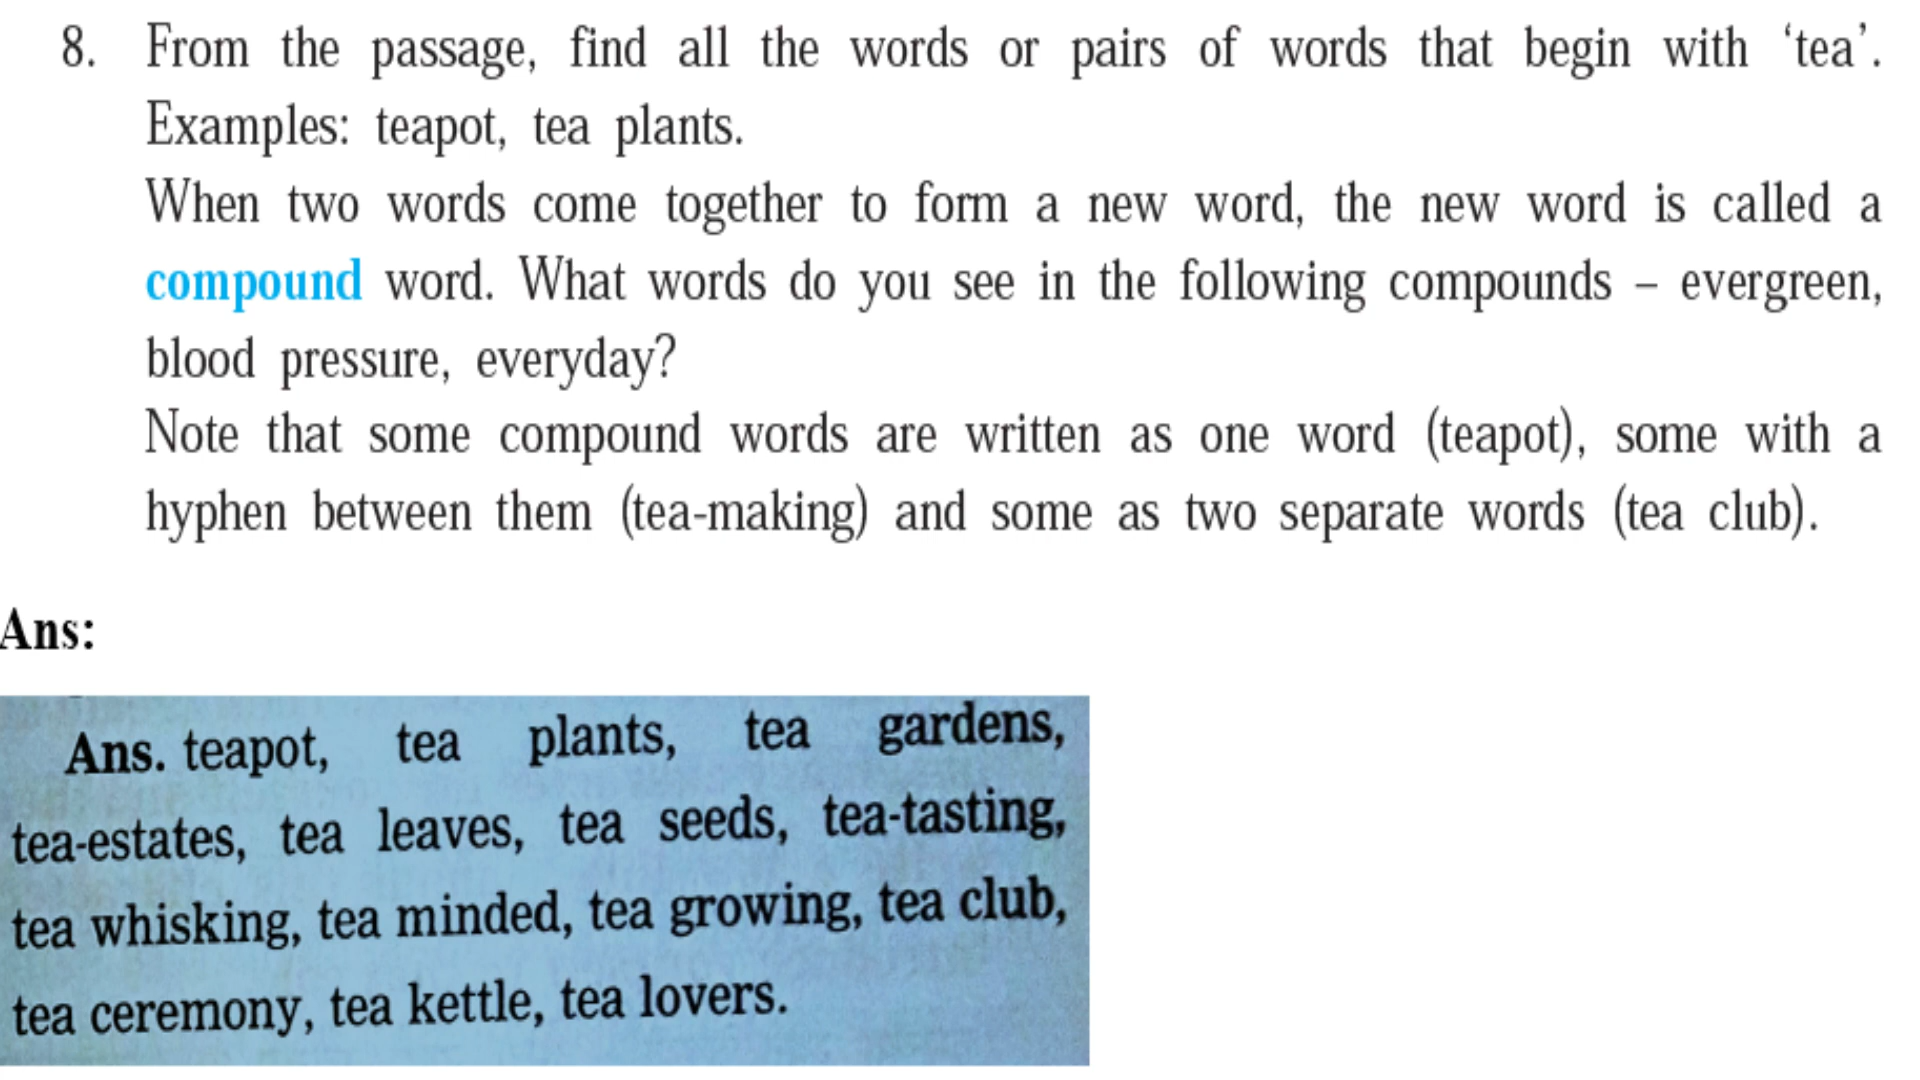 8. From the passage, find all the words or pairs of words that begin with ‘tea’.
Examples: teapot, tea plants.
When two words come together to form a new word, the new word is called a
compound word. What words do you see in the following compounds – evergreen,
blood pressure, everyday?
Note that some compound words are written as one word (teapot), some with a
hyphen between them (tea-making) and some as two separate words (tea club).
Ans:
Ans. teapot, tea plants, tea gardens,
tea-estates, tea leaves, tea seeds, tea-tasting,
tea whisking, tea minded, tea growing, tea club,
tea ceremony, tea kettle, tea lovers.